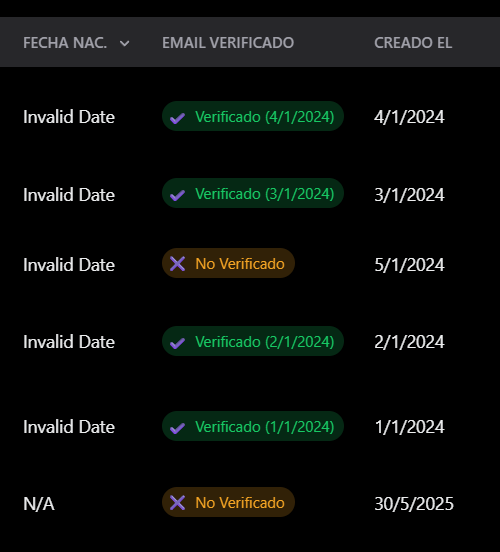 FECHA NAC. EMAIL VERIFICADO CREADO EL
Invalid Date Verificado (4/1/2024) 4/1/2024
Invalid Date Verificado (3/1/2024) 3/1/2024
Invalid Date No Verificado 5/1/2024
Invalid Date Verificado (2/1/2024) 2/1/2024
Invalid Date Verificado (1/1/2024) 1/1/2024
N/A No Verificado 30/5/2025